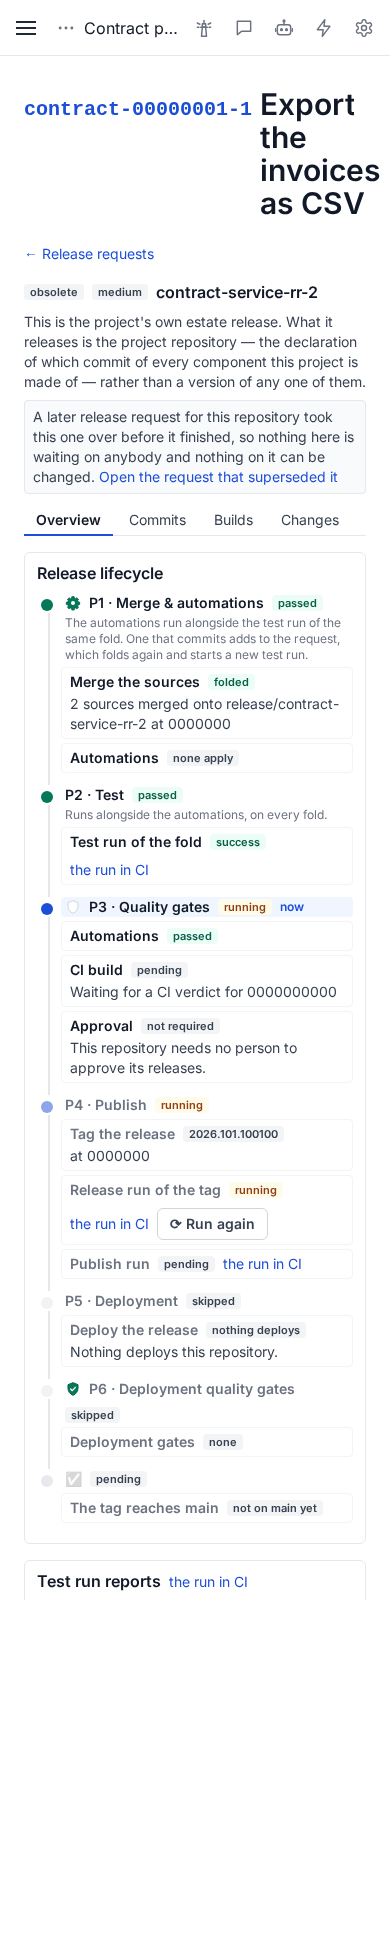 Contract p...
contract-00000001-1 Export
the
invoices
as CSV
← Release requests
obsolete medium contract-service-rr-2
This is the project's own estate release. What it
releases is the project repository — the declaration
of which commit of every component this project is
made of — rather than a version of any one of them.
A later release request for this repository took
this one over before it finished, so nothing here is
waiting on anybody and nothing on it can be
changed. Open the request that superseded it
Overview Commits Builds Changes
Release lifecycle
P1 · Merge & automations passed
The automations run alongside the test run of the
same fold. One that commits adds to the request,
which folds again and starts a new test run.
Merge the sources folded
2 sources merged onto release/contract-
service-rr-2 at 0000000
Automations none apply
P2 · Test passed
Runs alongside the automations, on every fold.
Test run of the fold success
the run in CI
P3 · Quality gates running now
Automations passed
CI build pending
Waiting for a CI verdict for 0000000000
Approval not required
This repository needs no person to
approve its releases.
P4 · Publish running
Tag the release 2026.101.100100
at 0000000
Release run of the tag running
the run in CI ⟳ Run again
Publish run pending the run in CI
P5 · Deployment skipped
Deploy the release nothing deploys
Nothing deploys this repository.
P6 · Deployment quality gates
skipped
Deployment gates none
☑ pending
The tag reaches main not on main yet
Test run reports the run in CI